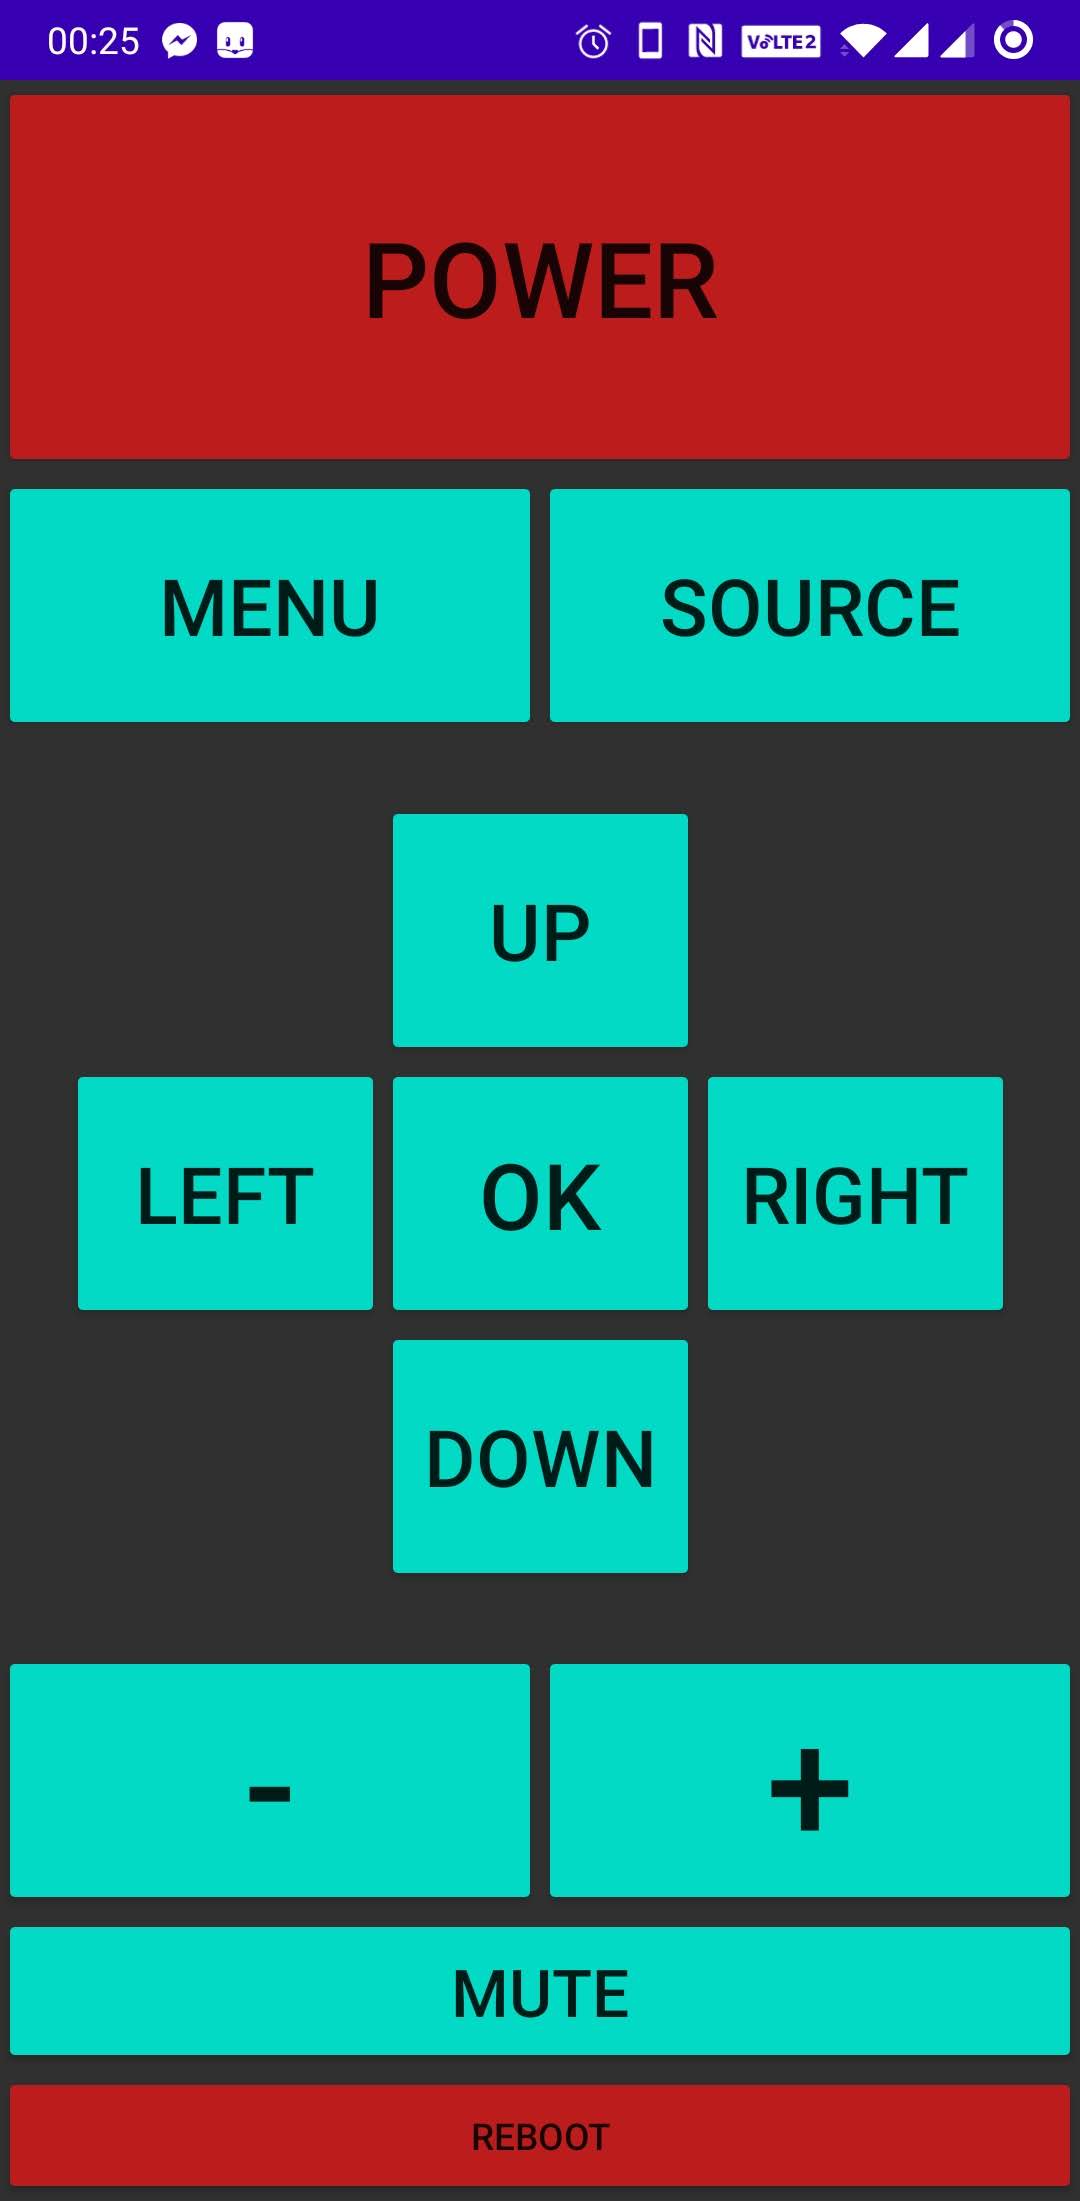 00:25 VoLTE2
POWER
MENU SOURCE
UP
LEFT OK RIGHT
DOWN
- +
MUTE
REBOOT